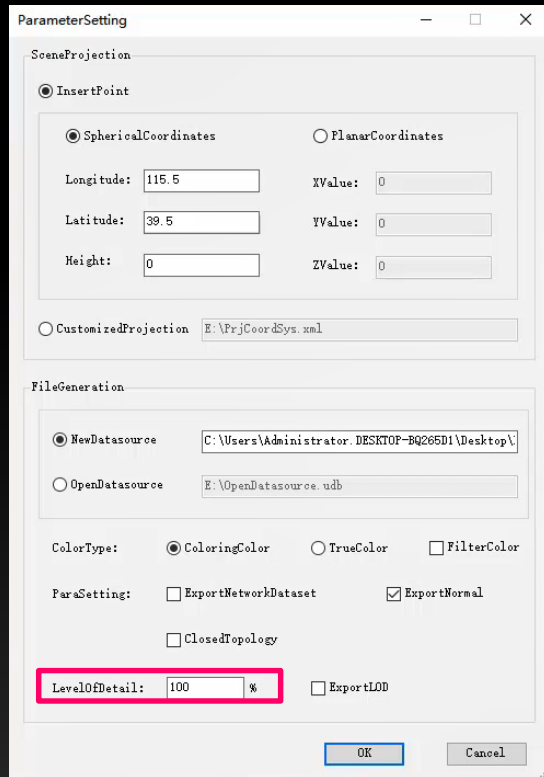 ParameterSetting
SceneProjection
InsertPoint
SphericalCoordinates PlanarCoordinates
Longitude: 115.5 XValue: 0
Latitude: 39.5 YValue: 0
Height: 0 ZValue: 0
CustomizedProjection E:\PrjCoordSys.xml
FileGeneration
NewDatasource C:\Users\Administrator.DESKTOP-BQ265D1\Desktop\
OpenDatasource E:\OpenDatasource.udb
ColorType: ColoringColor TrueColor FilterColor
ParaSetting: ExportNetworkDataset ExportNormal
ClosedTopology
LevelOfDetail: 100 % ExportLOD
OK Cancel